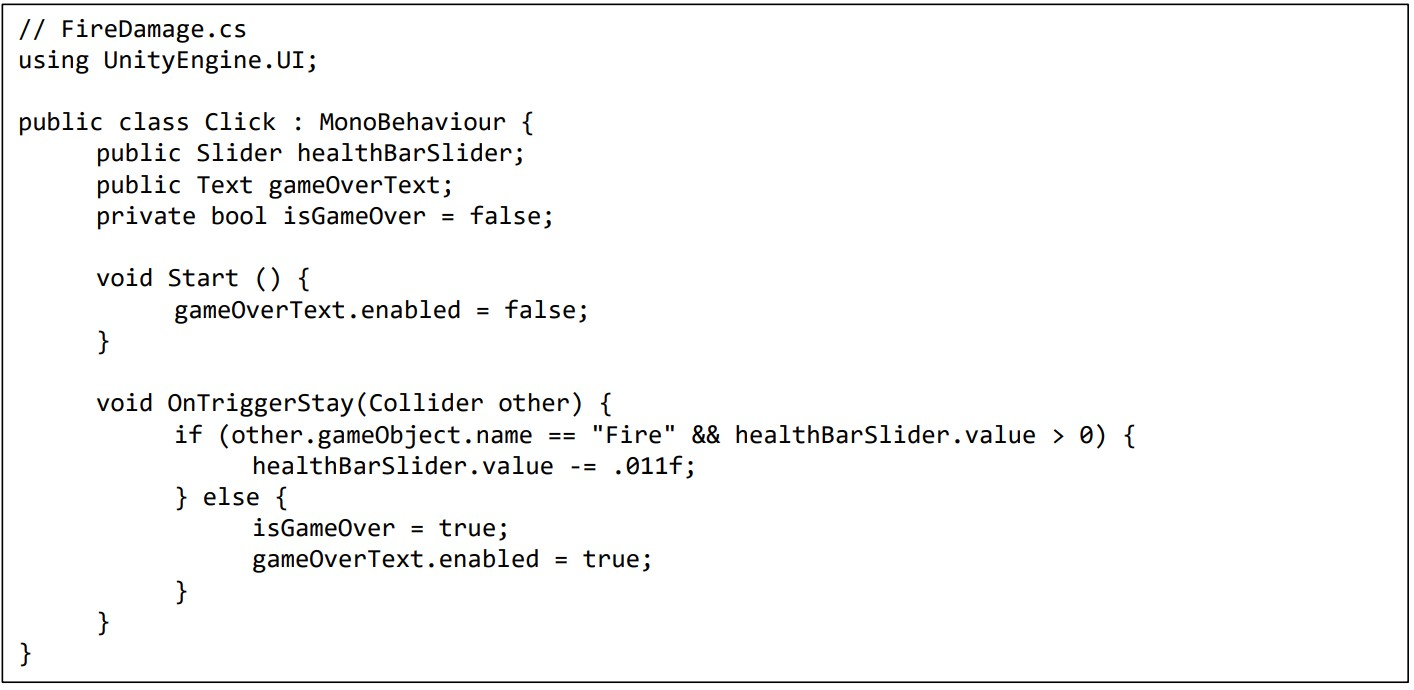 // FireDamage.cs
using UnityEngine.UI;

public class Click : MonoBehaviour {
     public Slider healthBarSlider;
     public Text gameOverText;
     private bool isGameOver = false;

     void Start () {
          gameOverText.enabled = false;
     }

     void OnTriggerStay(Collider other) {
          if (other.gameObject.name == "Fire" && healthBarSlider.value > 0) {
               healthBarSlider.value -= .011f;
          } else {
               isGameOver = true;
               gameOverText.enabled = true;
          }
     }
}